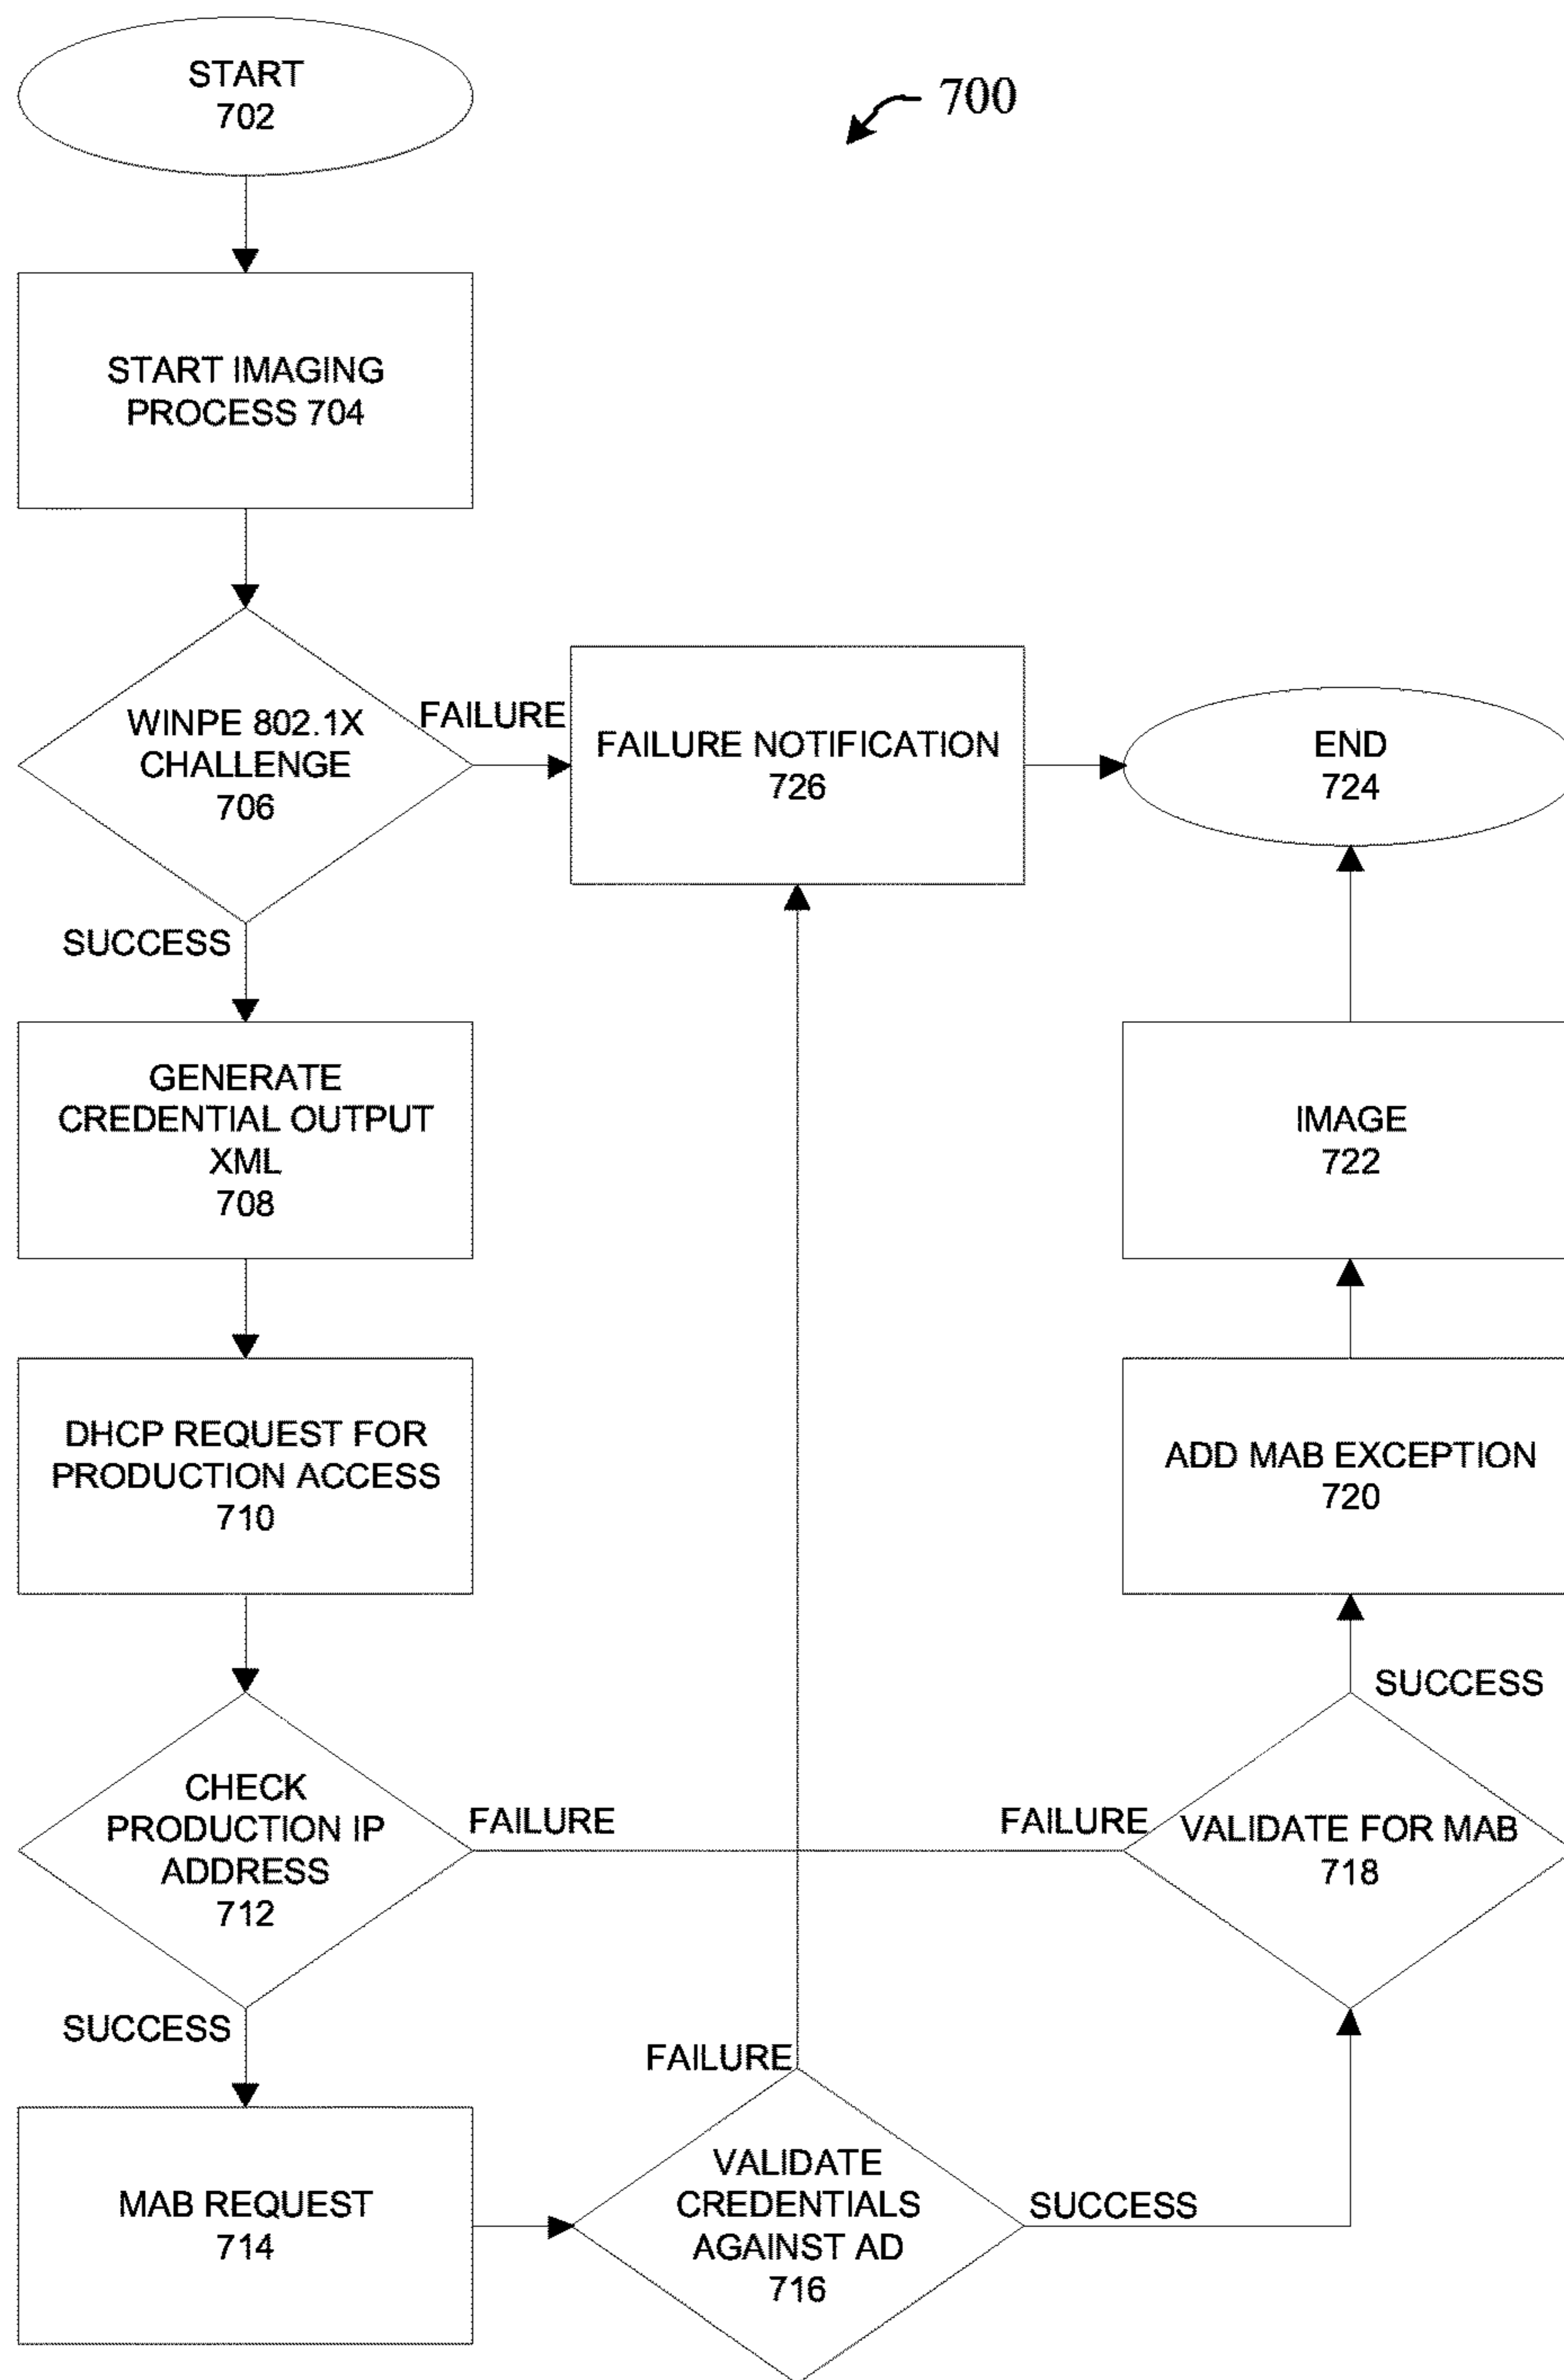 START
702
700
START IMAGING
PROCESS 704
WINPE 802.1X
CHALLENGE
706
FAILURE
FAILURE NOTIFICATION
726
END
724
SUCCESS
GENERATE
CREDENTIAL OUTPUT
XML
708
IMAGE
722
DHCP REQUEST FOR
PRODUCTION ACCESS
710
ADD MAB EXCEPTION
720
SUCCESS
CHECK
PRODUCTION IP
ADDRESS
712
FAILURE
FAILURE
VALIDATE FOR MAB
718
SUCCESS
FAILURE
MAB REQUEST
714
VALIDATE
CREDENTIALS
AGAINST AD
716
SUCCESS